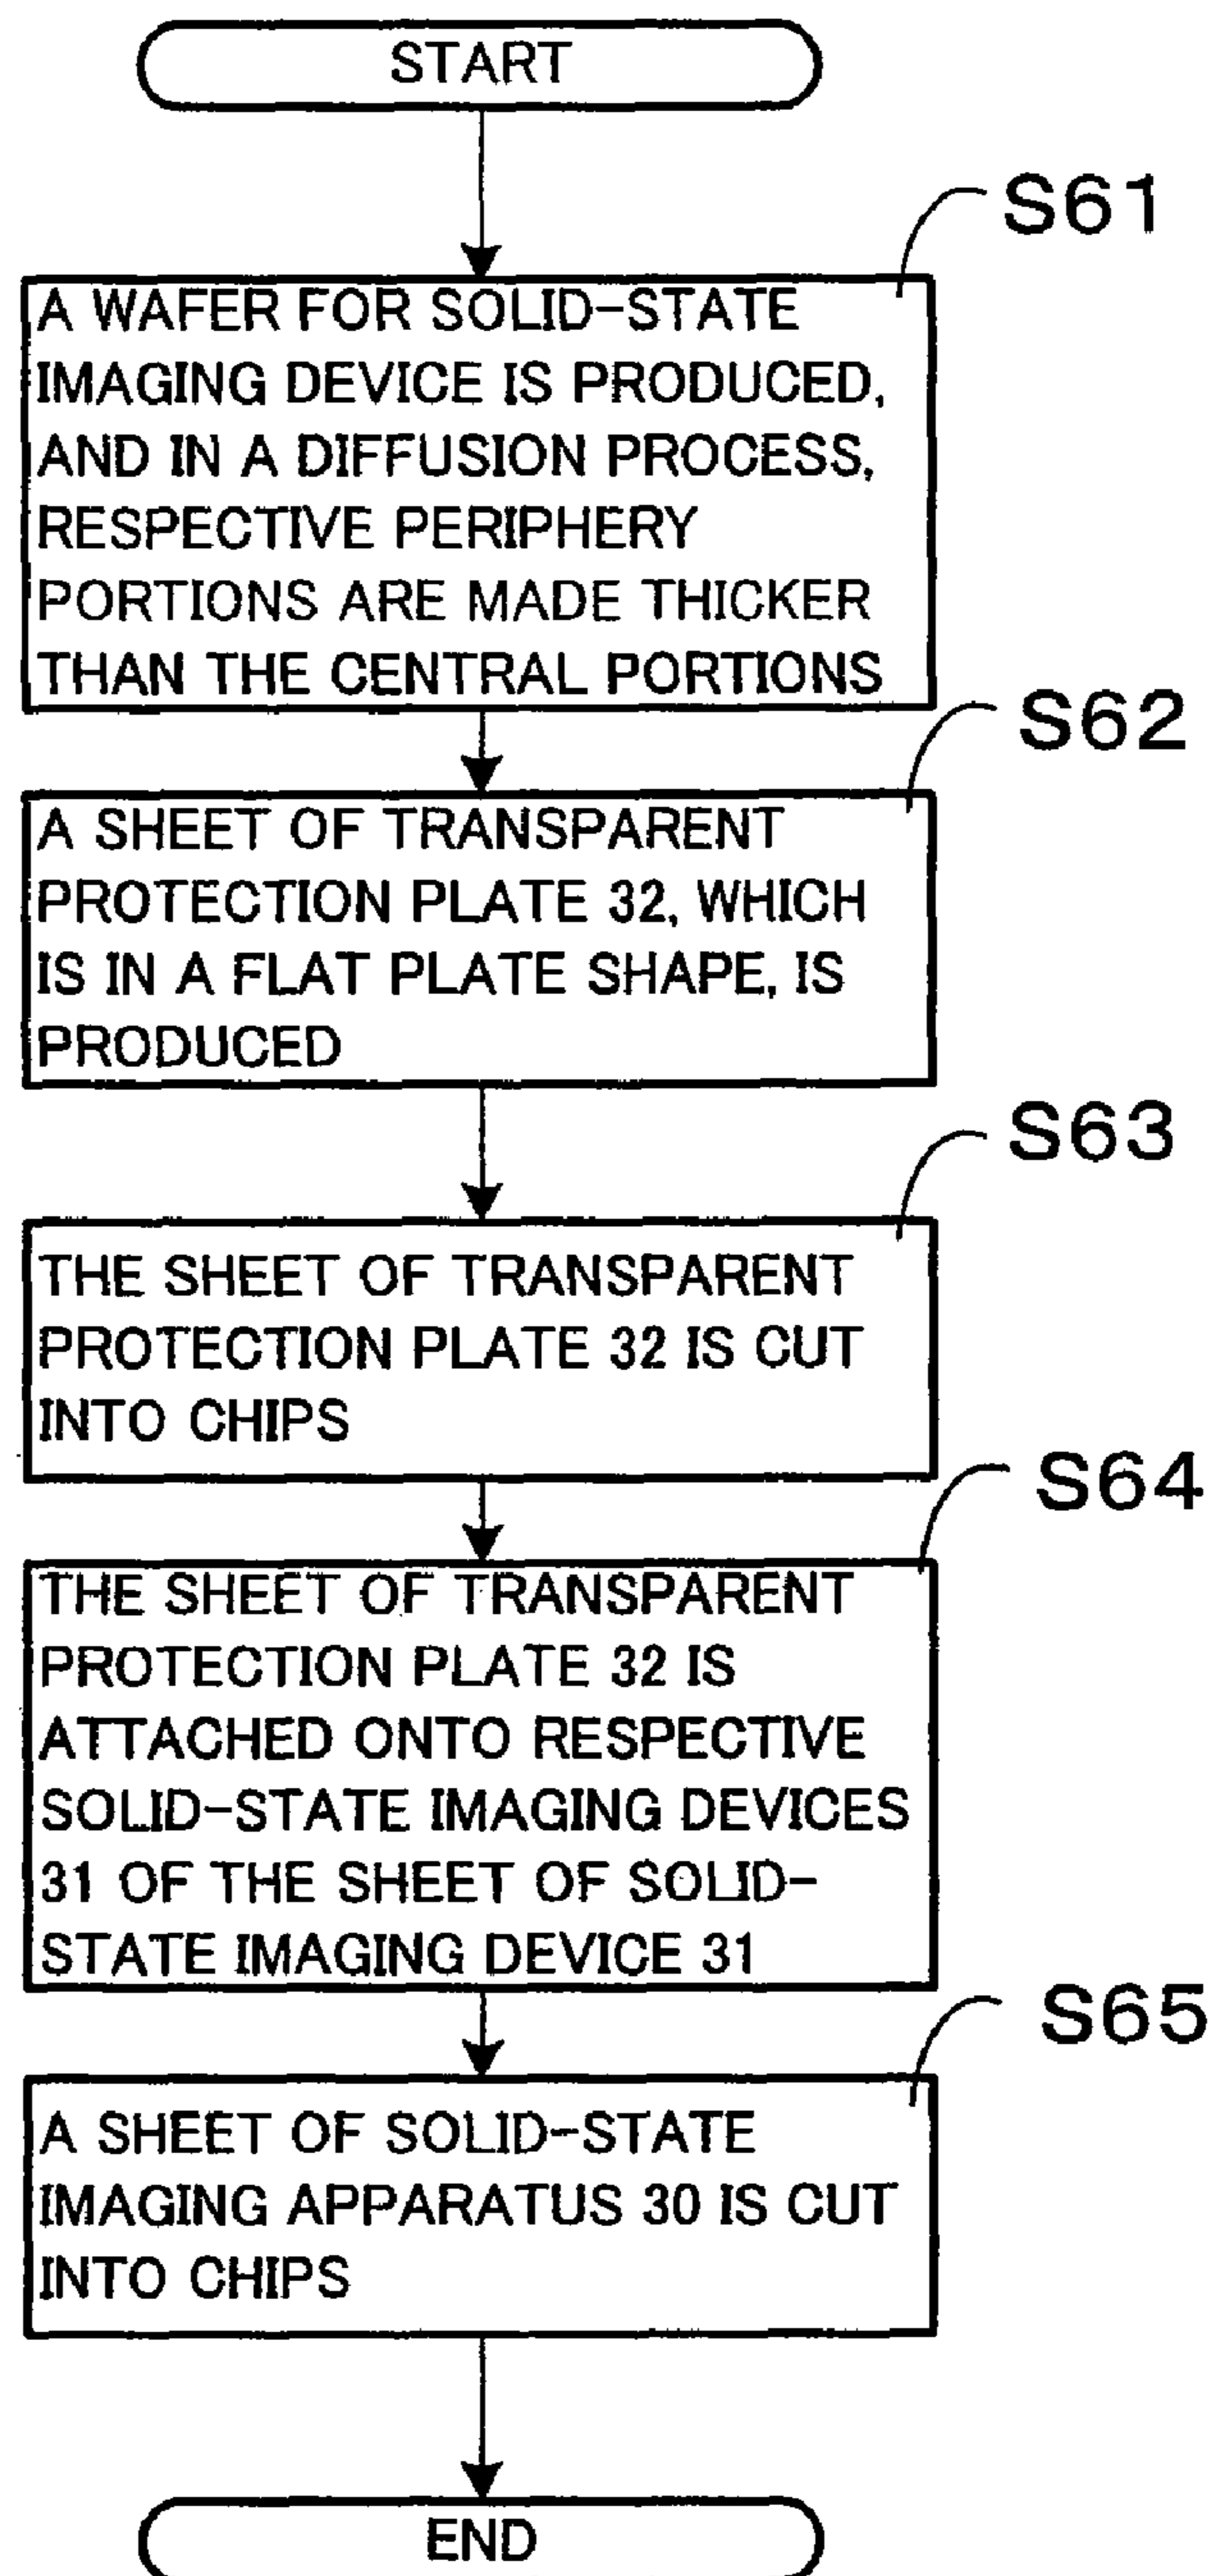 START
S61
A WAFER FOR SOLID-STATE
IMAGING DEVICE IS PRODUCED,
AND IN A DIFFUSION PROCESS,
RESPECTIVE PERIPHERY
PORTIONS ARE MADE THICKER
THAN THE CENTRAL PORTIONS
S62
A SHEET OF TRANSPARENT
PROTECTION PLATE 32, WHICH
IS IN A FLAT PLATE SHAPE, IS
PRODUCED
S63
THE SHEET OF TRANSPARENT
PROTECTION PLATE 32 IS CUT
INTO CHIPS
S64
THE SHEET OF TRANSPARENT
PROTECTION PLATE 32 IS
ATTACHED ONTO RESPECTIVE
SOLID-STATE IMAGING DEVICES
31 OF THE SHEET OF SOLID-
STATE IMAGING DEVICE 31
S65
A SHEET OF SOLID-STATE
IMAGING APPARATUS 30 IS CUT
INTO CHIPS
END